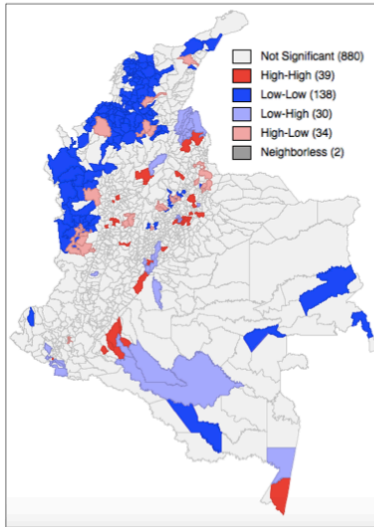 Not Significant (880)
High-High (39)
Low-Low (138)
Low-High (30)
High-Low (34)
Neighborless (2)